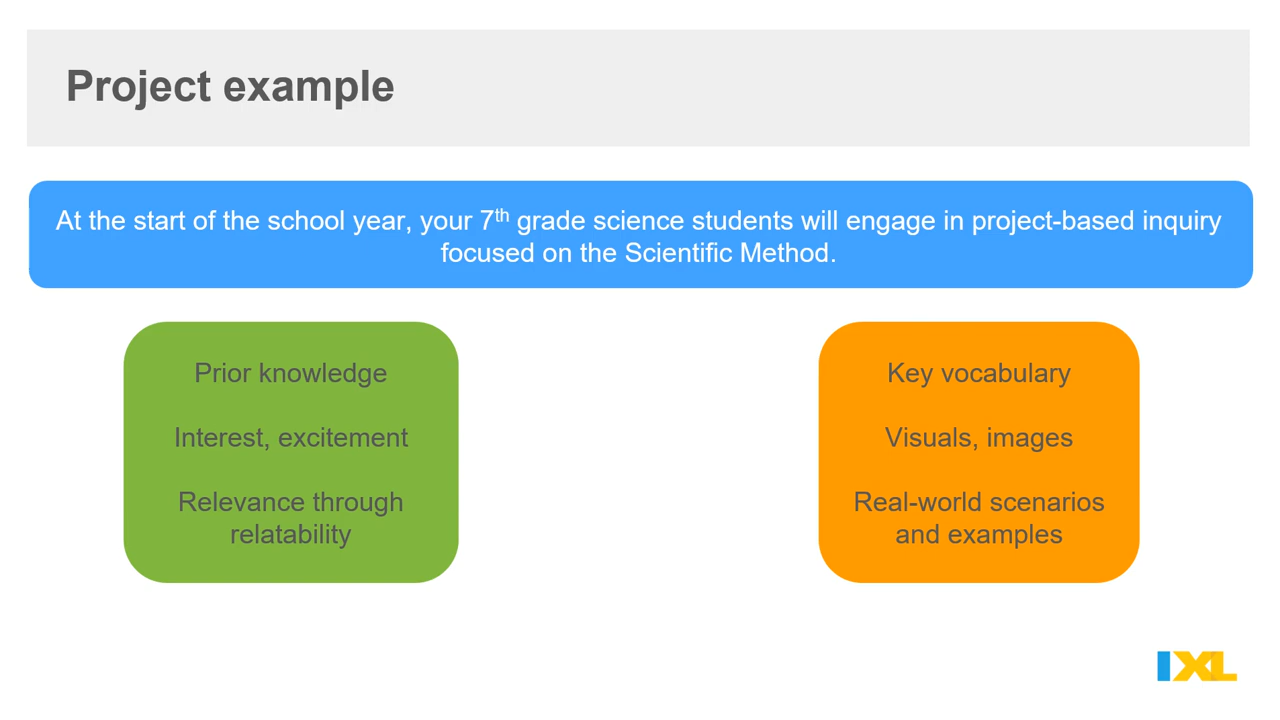 Project example
At the start of the school year, your 7th grade science students will engage in project-based inquiry
focused on the Scientific Method.
Prior knowledge
Interest, excitement
Relevance through
relatability
Key vocabulary
Visuals, images
Real-world scenarios
and examples
IXL